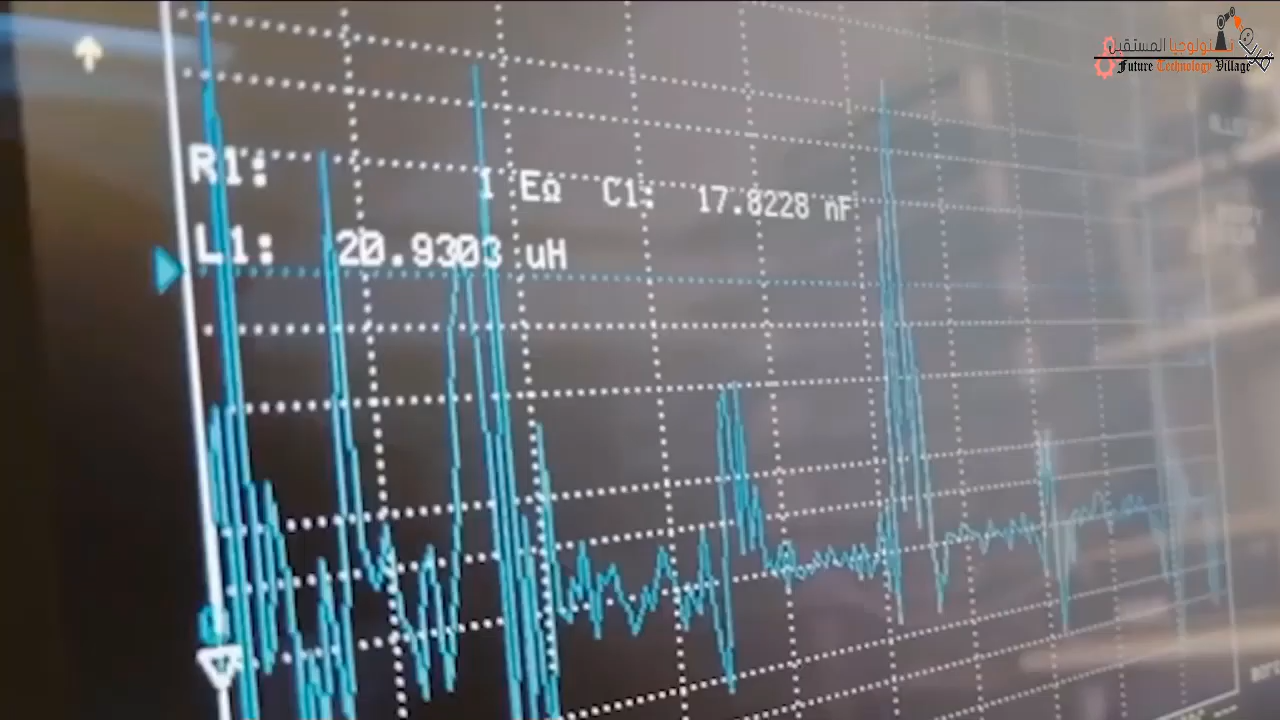 تكنولوجيا المستقبل
Future Technology Village
R1: 1 EΩ C1: 17.8228 nF
L1: 20.9303 uH